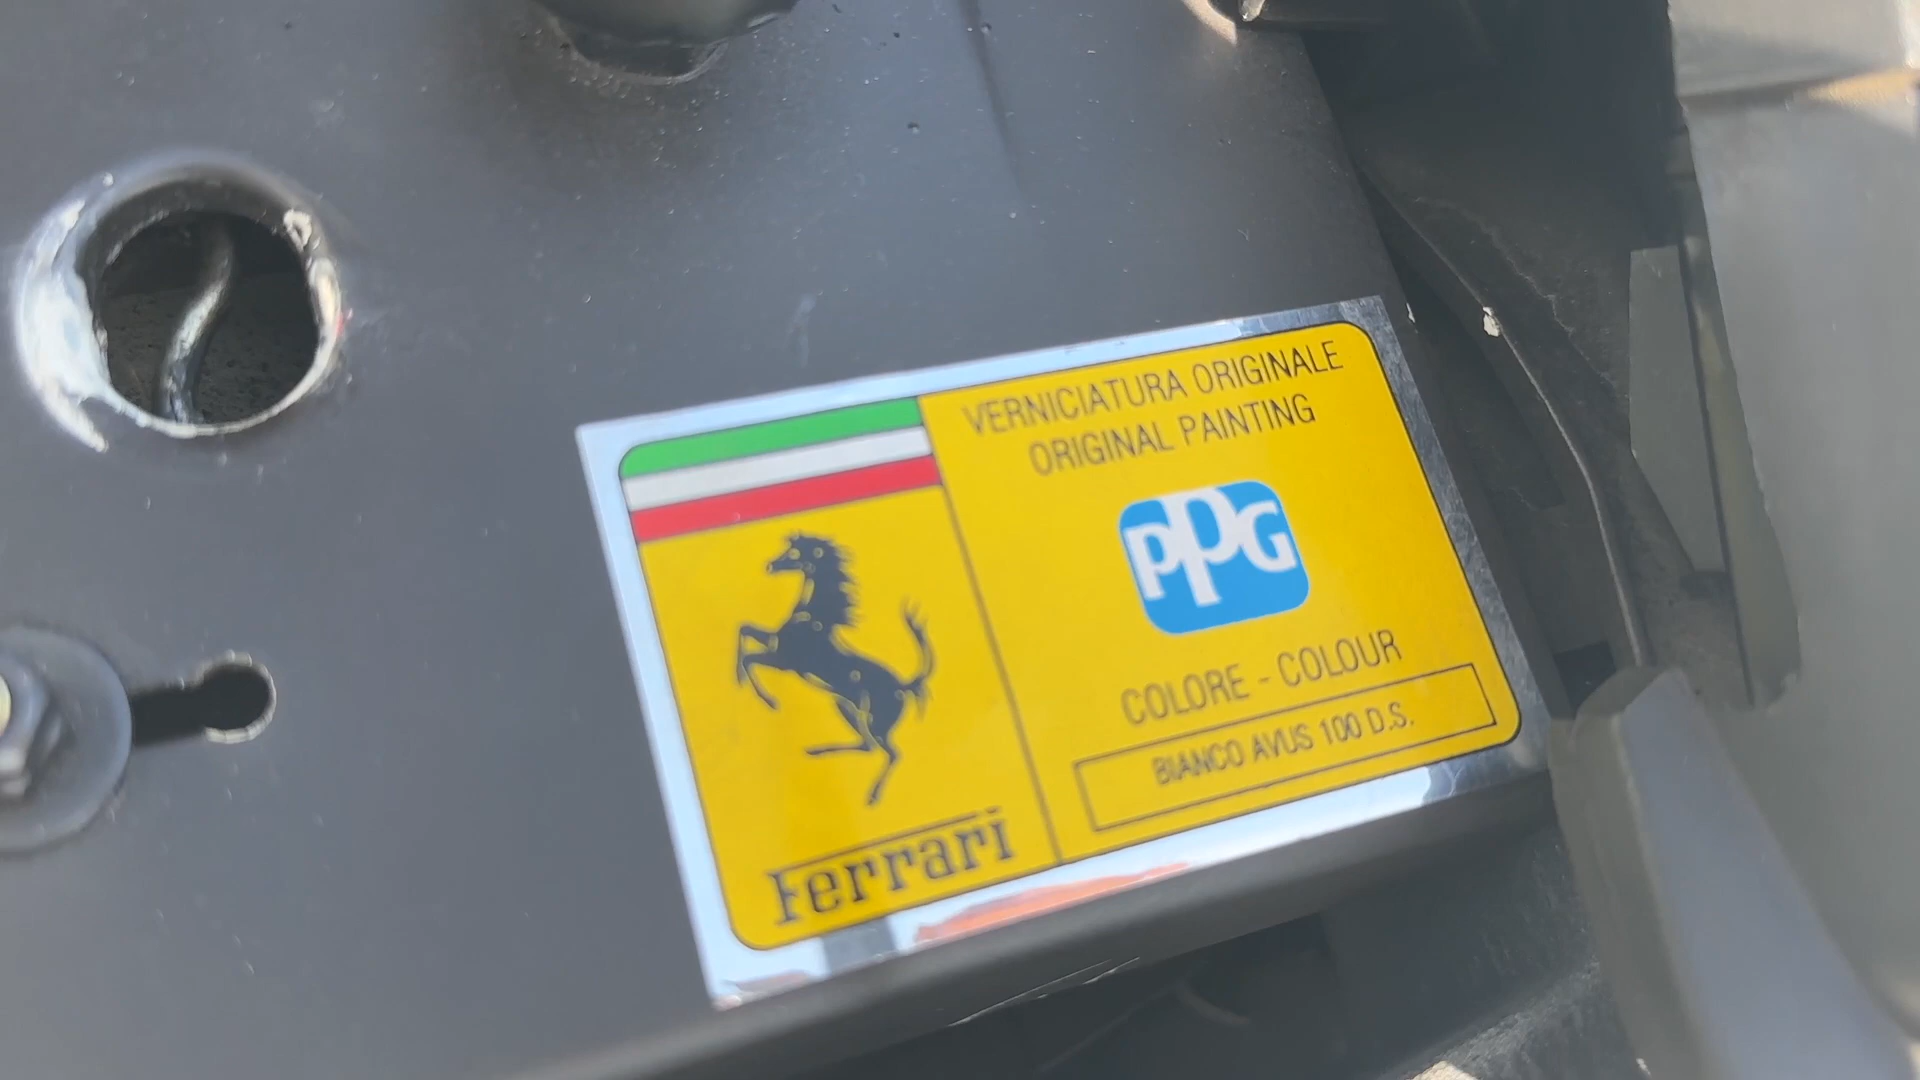 VERNICIATURA ORIGINALE
ORIGINAL PAINTING
PPG
COLORE - COLOUR
BIANCO AVUS 100 D.S.
Ferrari